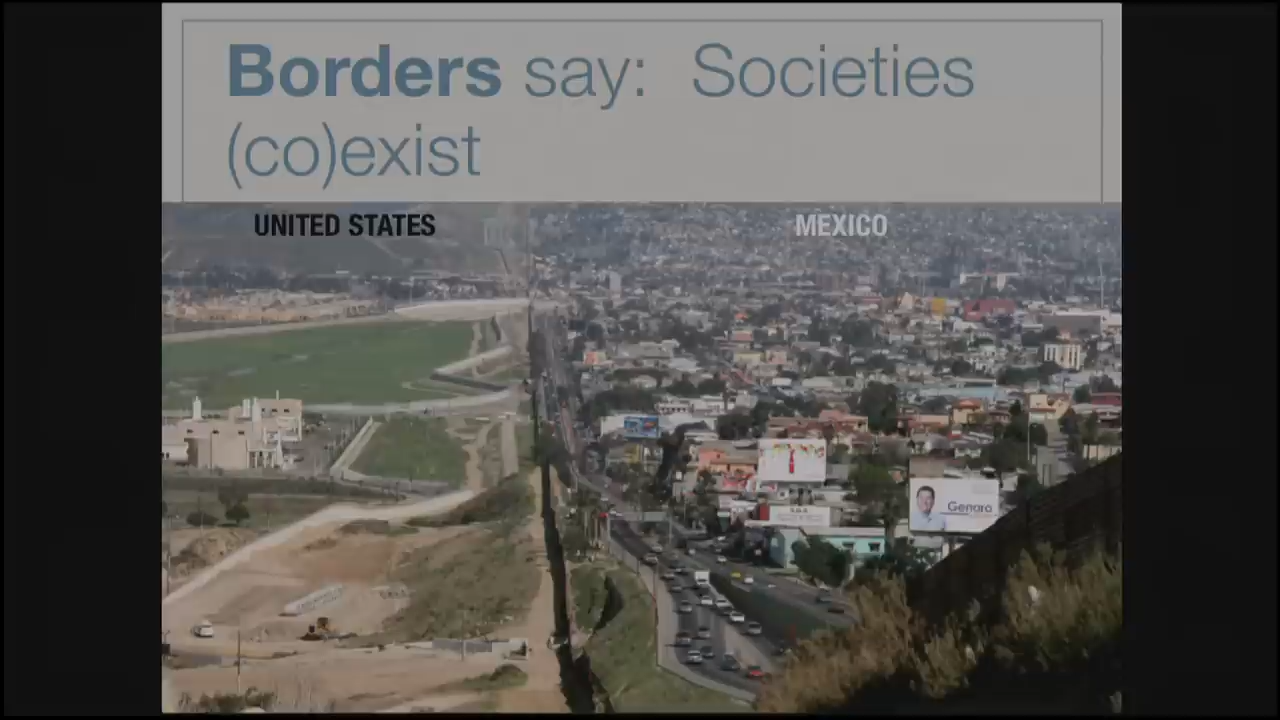 Borders say: Societies
(co)exist
UNITED STATES
MEXICO
Genaro